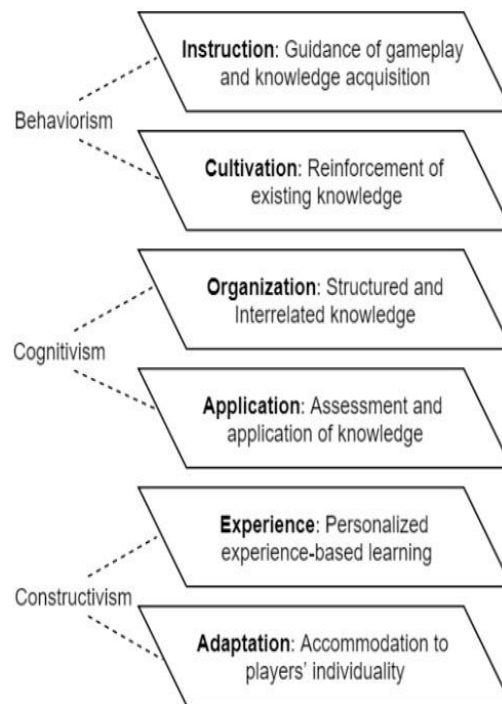 Instruction: Guidance of gameplay
and knowledge acquisition
Behaviorism
Cultivation: Reinforcement of
existing knowledge
Organization: Structured and
Interrelated knowledge
Cognitivism
Application: Assessment and
application of knowledge
Experience: Personalized
experience-based learning
Constructivism
Adaptation: Accommodation to
players' individuality